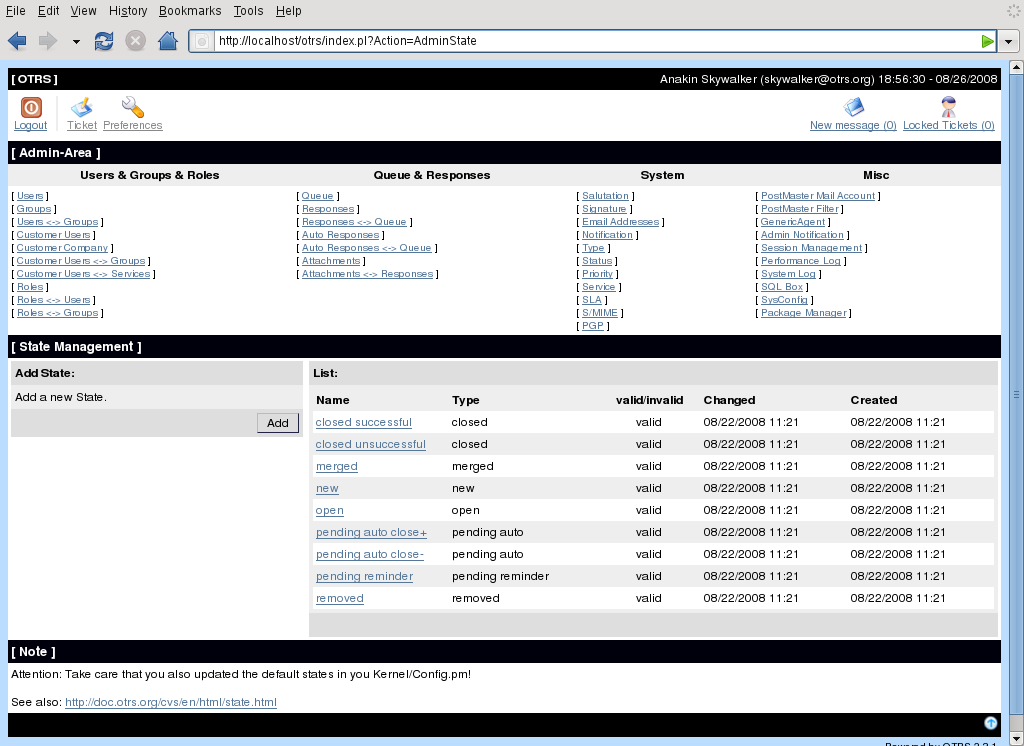 File Edit View History Bookmarks Tools Help
http://localhost/otrs/index.pl?Action=AdminState
[ OTRS ] Anakin Skywalker (skywalker@otrs.org) 18:56:30 - 08/26/2008
Logout Ticket Preferences New message (0) Locked Tickets (0)
[ Admin-Area ]
Users & Groups & Roles Queue & Responses System Misc
[ Users ] [ Queue ] [ Salutation ] [ PostMaster Mail Account ]
[ Groups ] [ Responses ] [ Signature ] [ PostMaster Filter ]
[ Users <-> Groups ] [ Responses <-> Queue ] [ Email Addresses ] [ GenericAgent ]
[ Customer Users ] [ Auto Responses ] [ Notification ] [ Admin Notification ]
[ Customer Company ] [ Auto Responses <-> Queue ] [ Type ] [ Session Management ]
[ Customer Users <-> Groups ] [ Attachments ] [ Status ] [ Performance Log ]
[ Customer Users <-> Services ] [ Attachments <-> Responses ] [ Priority ] [ System Log ]
[ Roles ] [ Service ] [ SQL Box ]
[ Roles <-> Users ] [ SLA ] [ SysConfig ]
[ Roles <-> Groups ] [ S/MIME ] [ Package Manager ]
[ PGP ]
[ State Management ]
Add State: List:
Add a new State.
Add
Name Type valid/invalid Changed Created
closed successful closed valid 08/22/2008 11:21 08/22/2008 11:21
closed unsuccessful closed valid 08/22/2008 11:21 08/22/2008 11:21
merged merged valid 08/22/2008 11:21 08/22/2008 11:21
new new valid 08/22/2008 11:21 08/22/2008 11:21
open open valid 08/22/2008 11:21 08/22/2008 11:21
pending auto close+ pending auto valid 08/22/2008 11:21 08/22/2008 11:21
pending auto close- pending auto valid 08/22/2008 11:21 08/22/2008 11:21
pending reminder pending reminder valid 08/22/2008 11:21 08/22/2008 11:21
removed removed valid 08/22/2008 11:21 08/22/2008 11:21
[ Note ]
Attention: Take care that you also updated the default states in you Kernel/Config.pm!
See also: http://doc.otrs.org/cvs/en/html/state.html